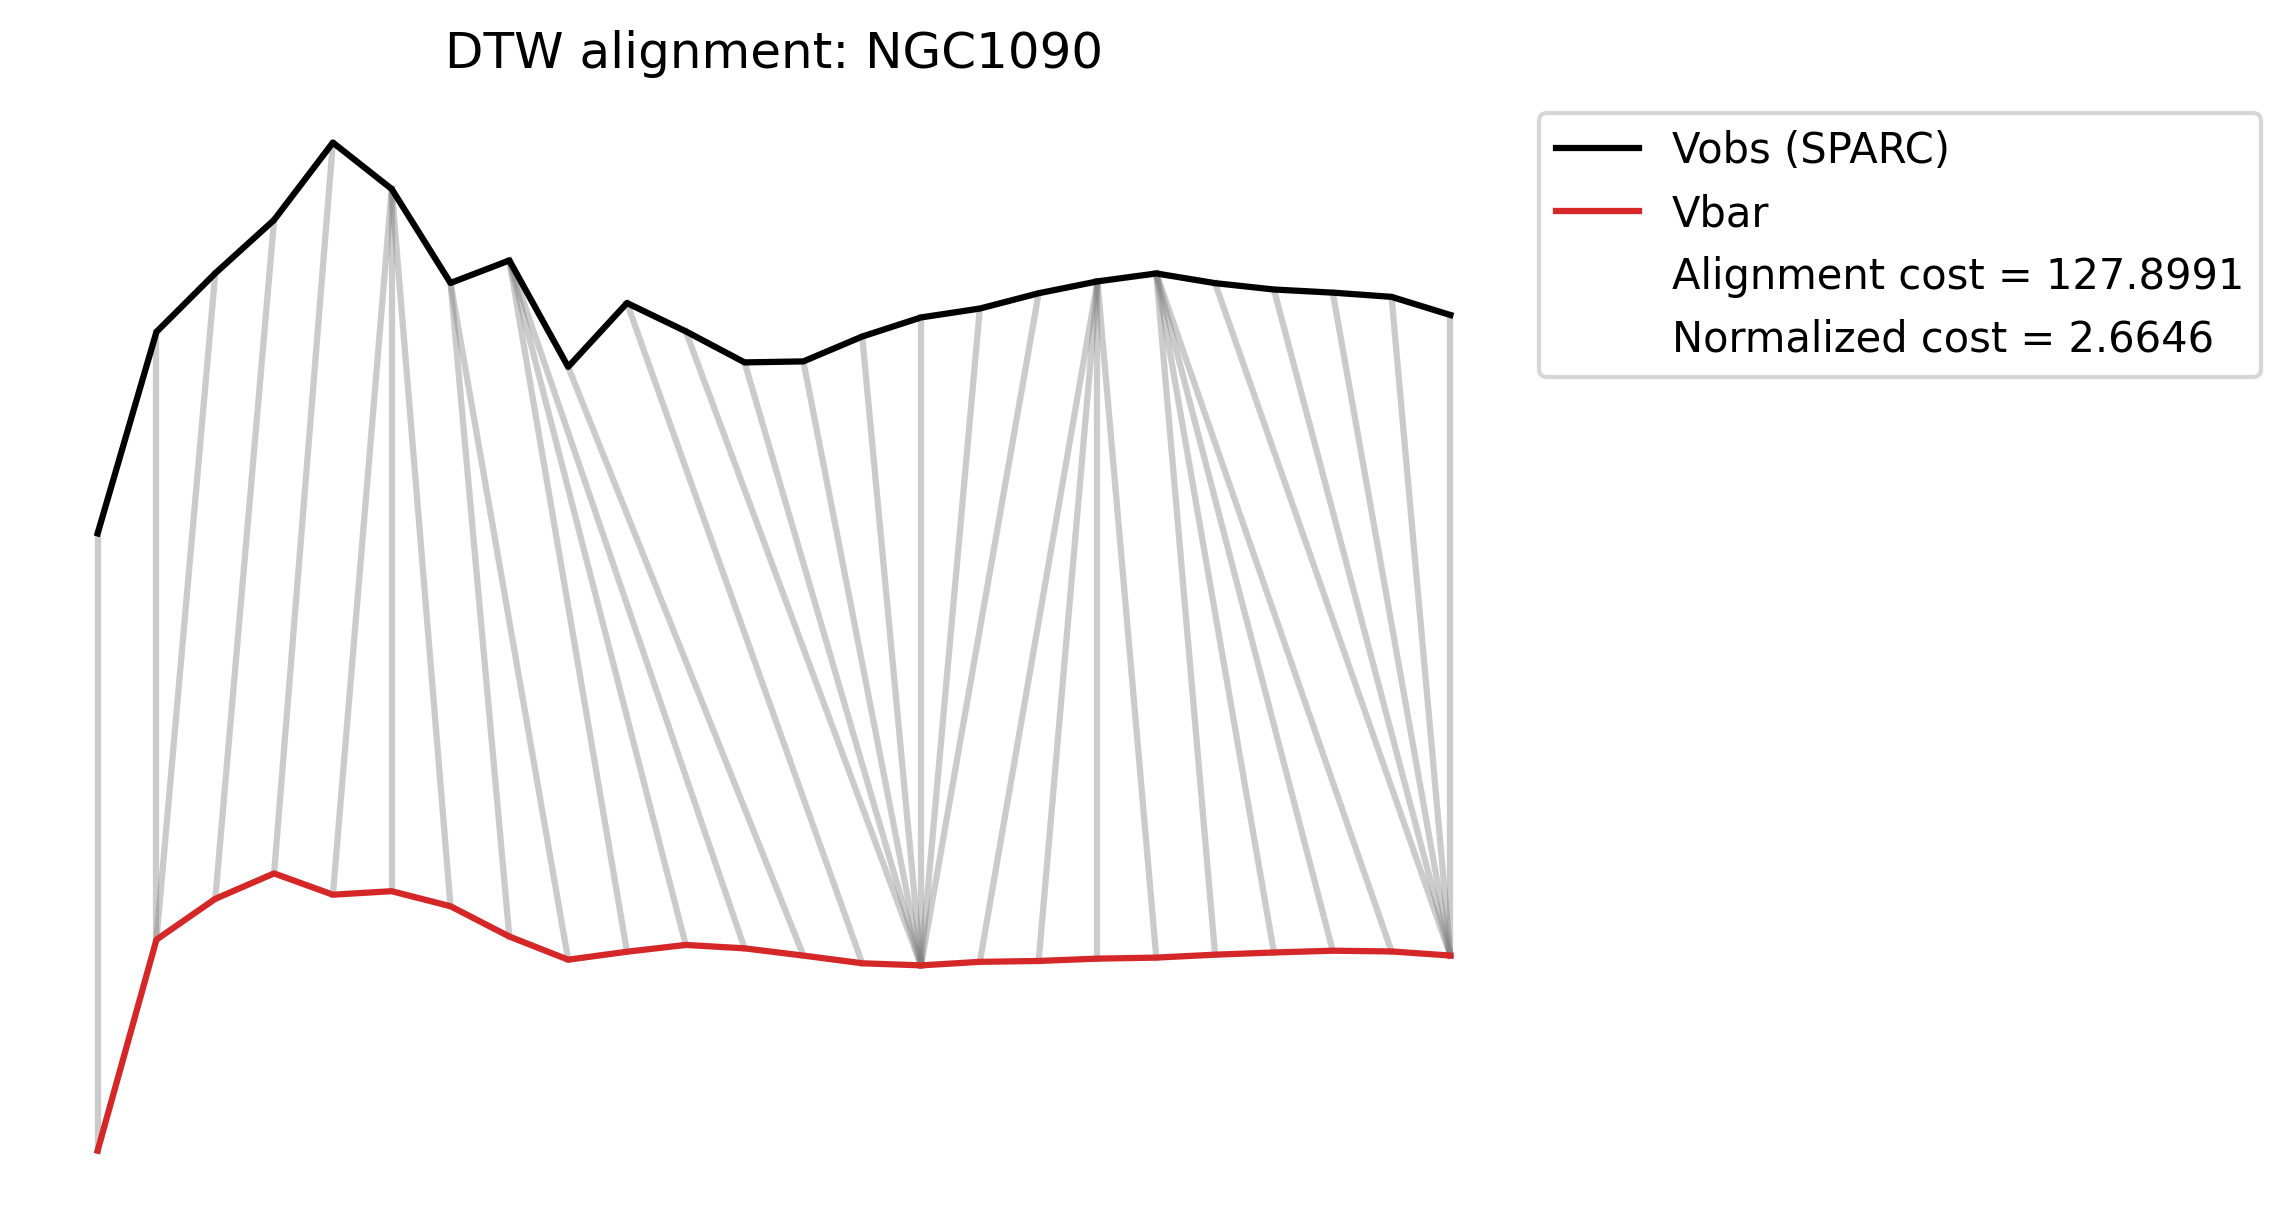 DTW alignment: NGC1090
Vobs (SPARC)
Vbar
Alignment cost = 127.8991
Normalized cost = 2.6646